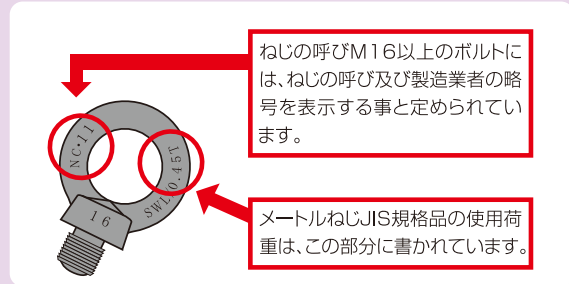 ねじの呼びM16以上のボルトに
は、ねじの呼び及び製造業者の略
号を表示する事と定められてい
ます。
NC・11
SWL 0.45T
16
メートルねじJIS規格品の使用荷
重は、この部分に書かれています。